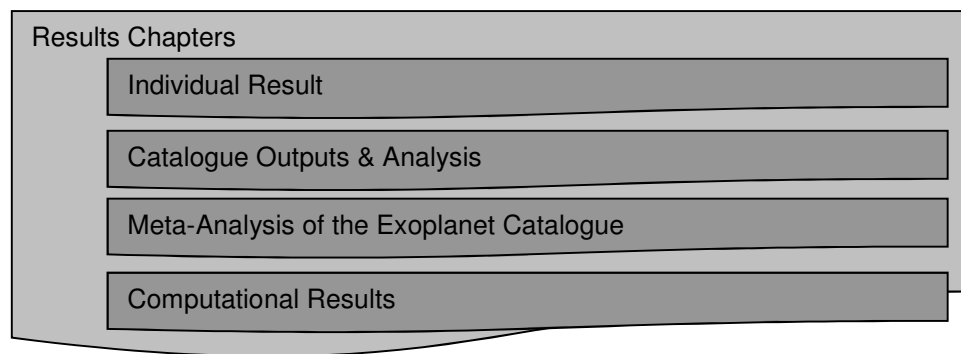 Results Chapters
Individual Result
Catalogue Outputs & Analysis
Meta-Analysis of the Exoplanet Catalogue
Computational Results